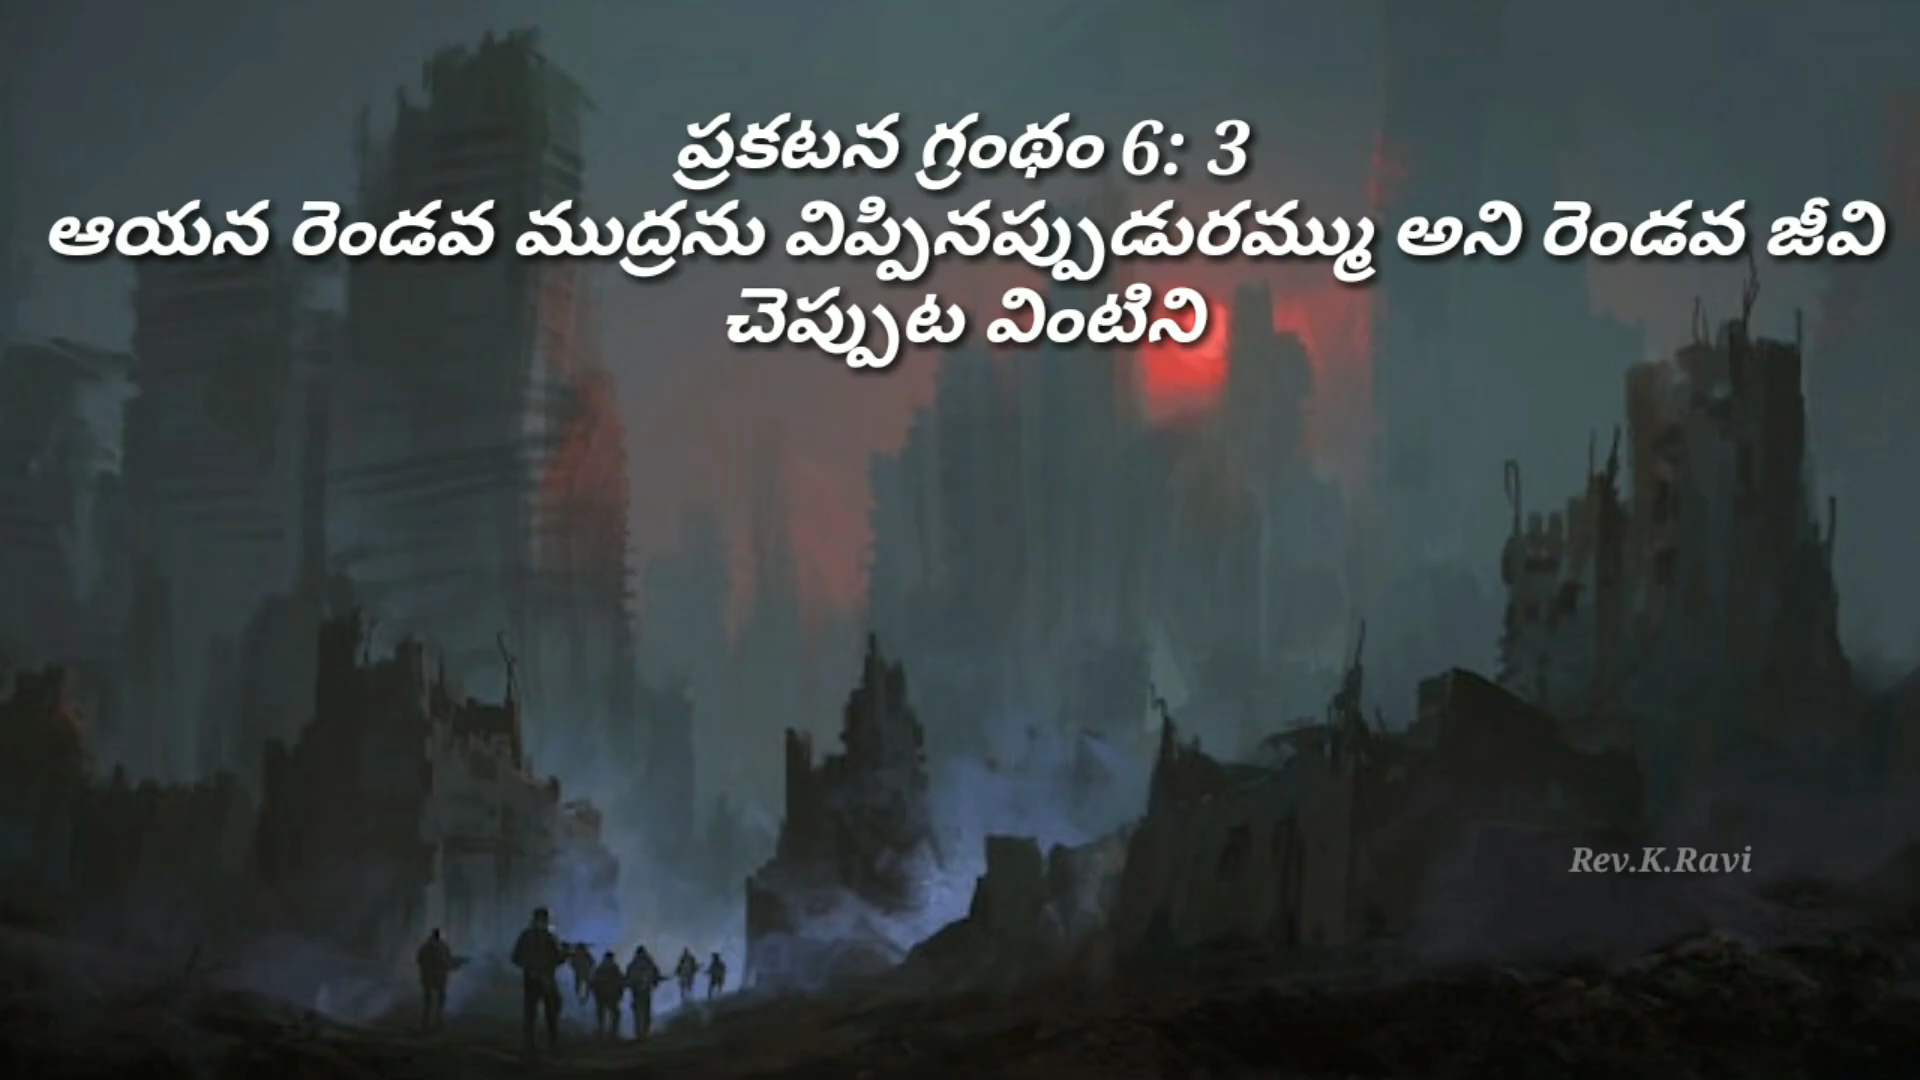 ప్రకటన గ్రంథం 6: 3
ఆయన రెండవ ముద్రను విప్పినప్పుడురమ్ము అని రెండవ జీవి
చెప్పుట వింటిని
Rev.K.Ravi